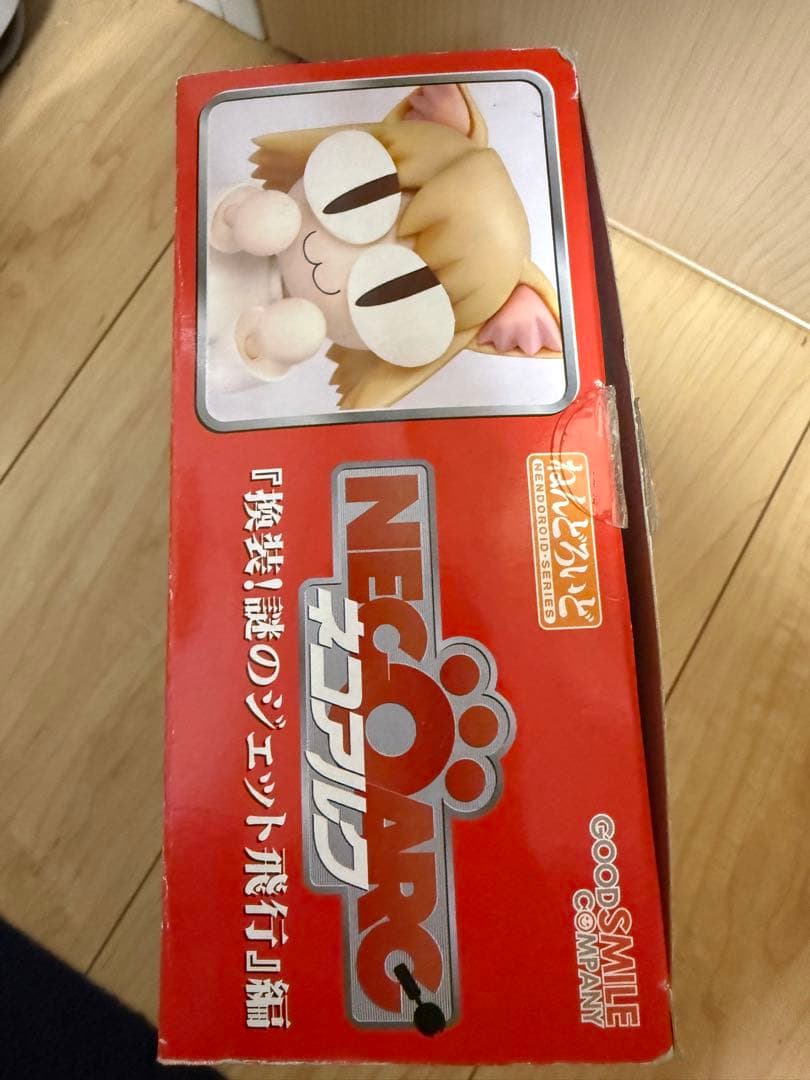 ねんどろいど
NENDOROID・SERIES
NECO ARC
ネコアルク
『換装！謎のジェット飛行』編
GOOD SMILE
COMPANY